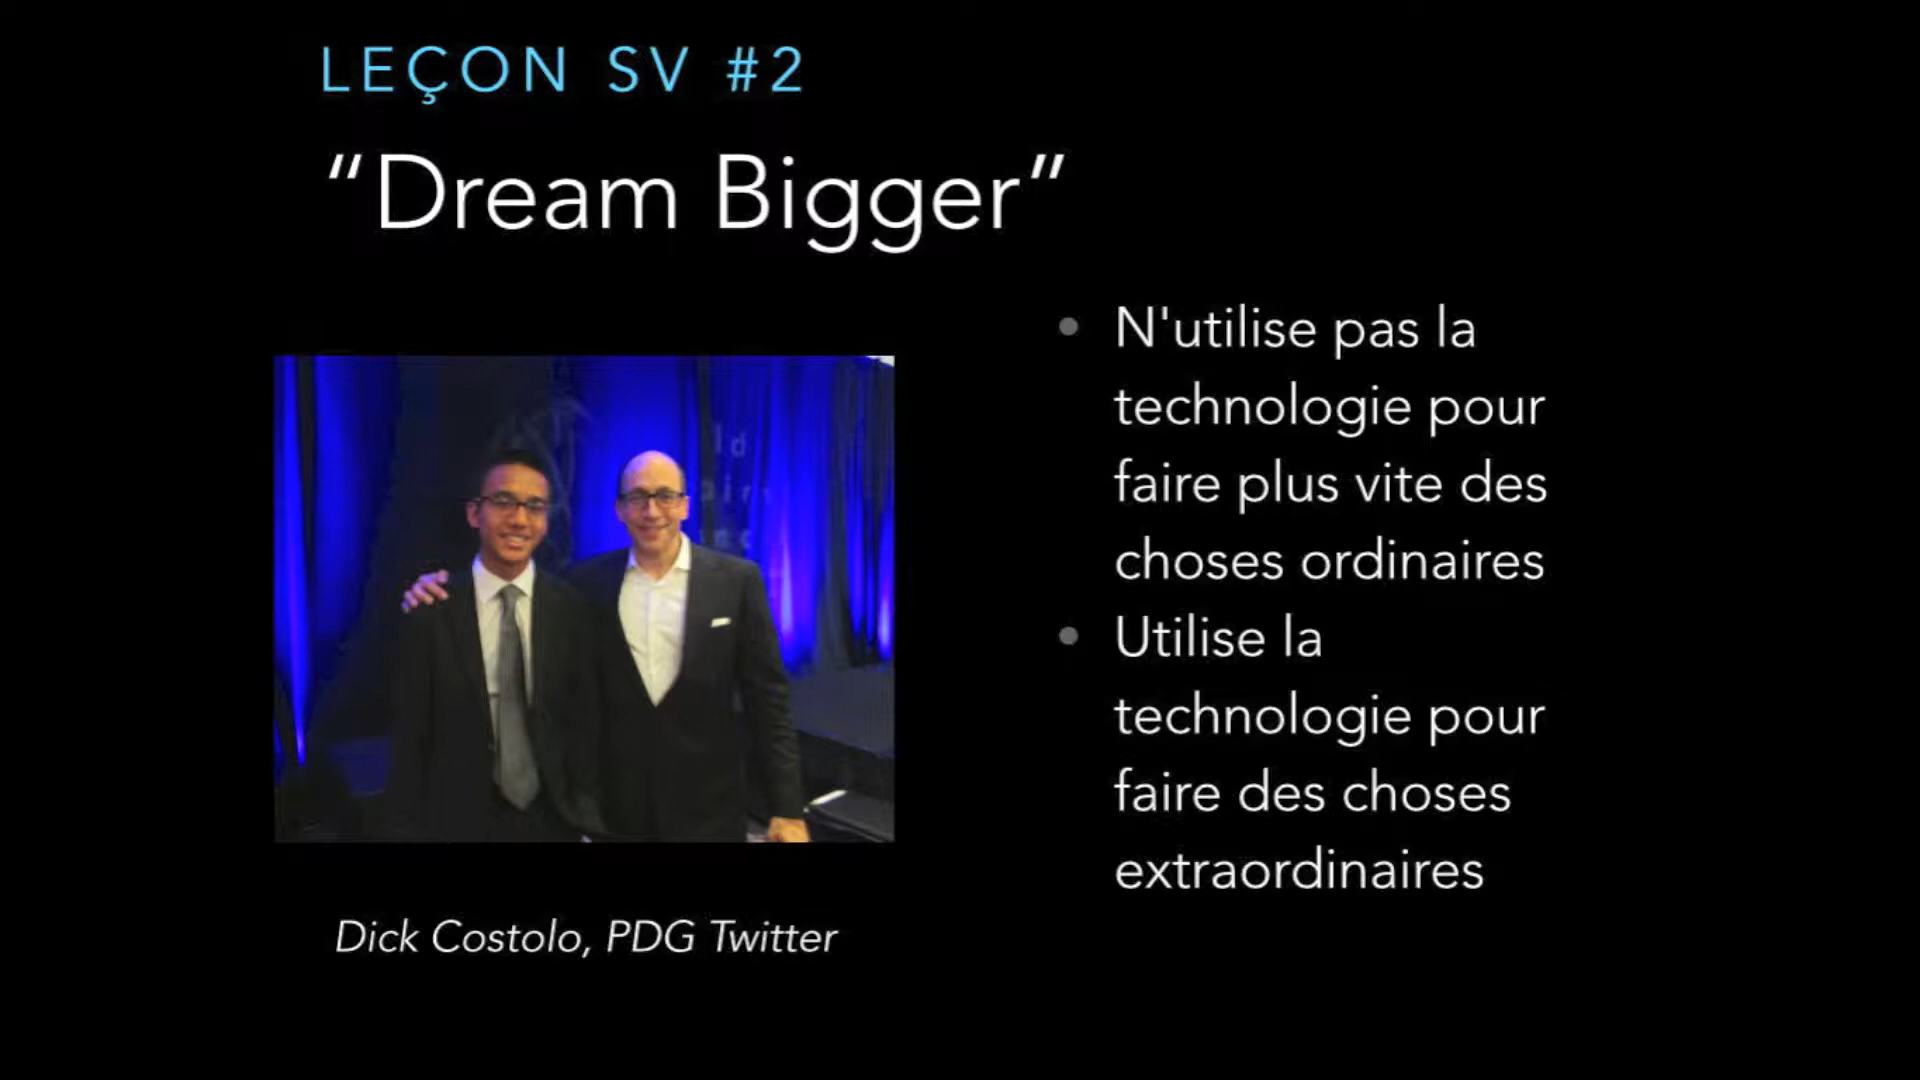 LEÇON SV #2
“Dream Bigger”
N'utilise pas la
technologie pour
faire plus vite des
choses ordinaires
Utilise la
technologie pour
faire des choses
extraordinaires
Dick Costolo, PDG Twitter